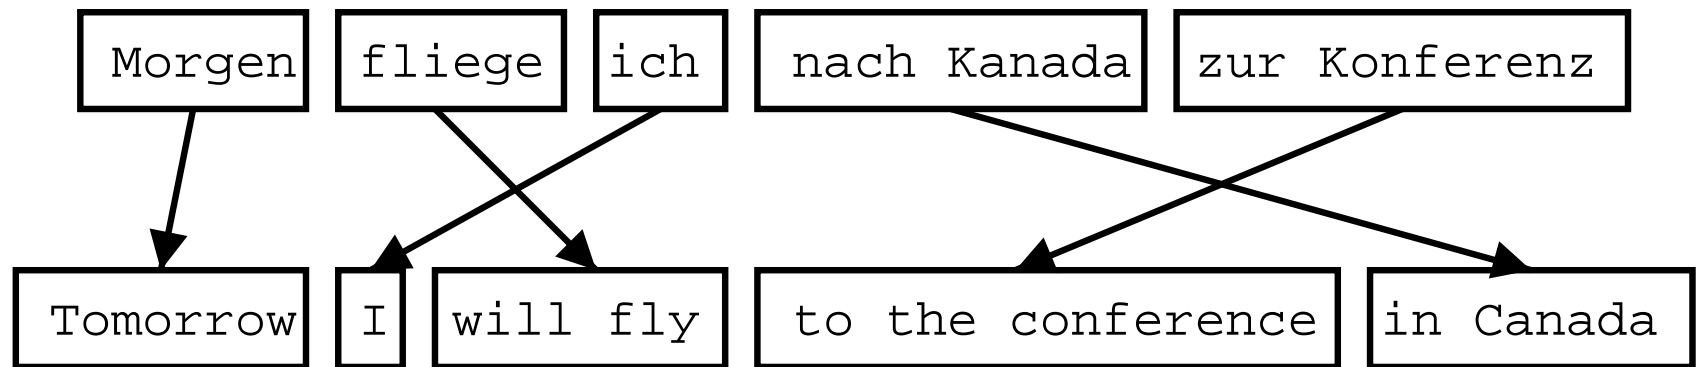 Morgen fliege ich nach Kanada zur Konferenz
Tomorrow I will fly to the conference in Canada